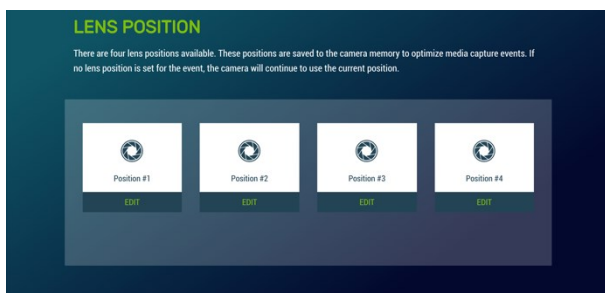 LENS POSITION
There are four lens positions available. These positions are saved to the camera memory to optimize media capture events. If
no lens position is set for the event, the camera will continue to use the current position.
Position #1 Position #2 Position #3 Position #4
EDIT EDIT EDIT EDIT